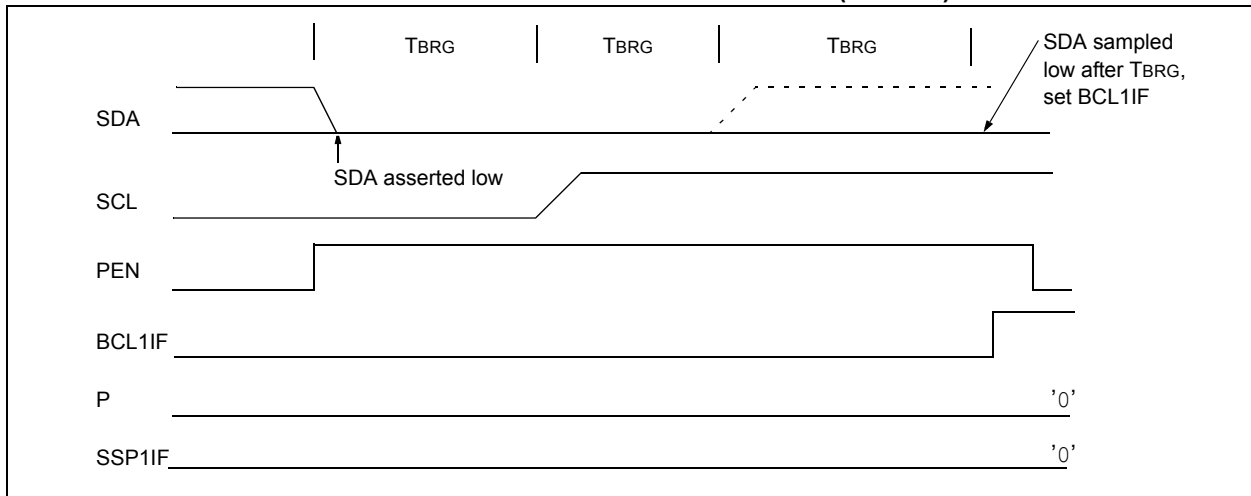 TBRG TBRG TBRG
SDA sampled
low after TBRG,
set BCL1IF
SDA
SDA asserted low
SCL
PEN
BCL1IF
P '0'
SSP1IF '0'